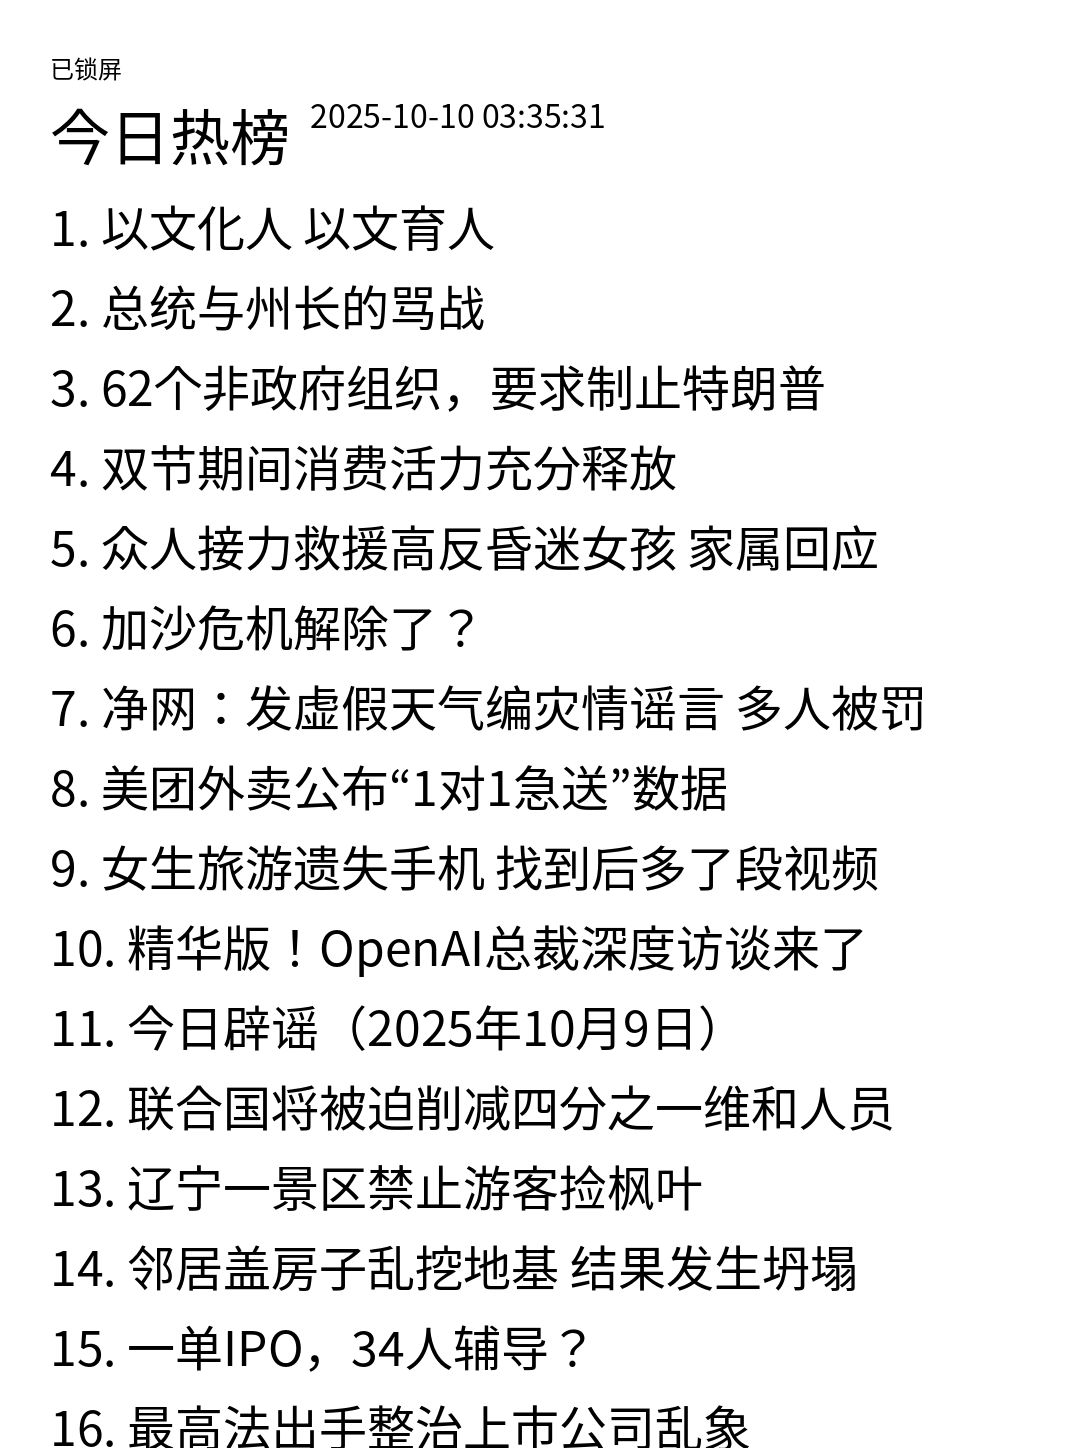 已锁屏
今日热榜 2025-10-10 03:35:31
1. 以文化人 以文育人
2. 总统与州长的骂战
3. 62个非政府组织，要求制止特朗普
4. 双节期间消费活力充分释放
5. 众人接力救援高反昏迷女孩 家属回应
6. 加沙危机解除了？
7. 净网：发虚假天气编灾情谣言 多人被罚
8. 美团外卖公布“1对1急送”数据
9. 女生旅游遗失手机 找到后多了段视频
10. 精华版！OpenAI总裁深度访谈来了
11. 今日辟谣（2025年10月9日）
12. 联合国将被迫削减四分之一维和人员
13. 辽宁一景区禁止游客捡枫叶
14. 邻居盖房子乱挖地基 结果发生坍塌
15. 一单IPO，34人辅导？
16. 最高法出手整治上市公司乱象